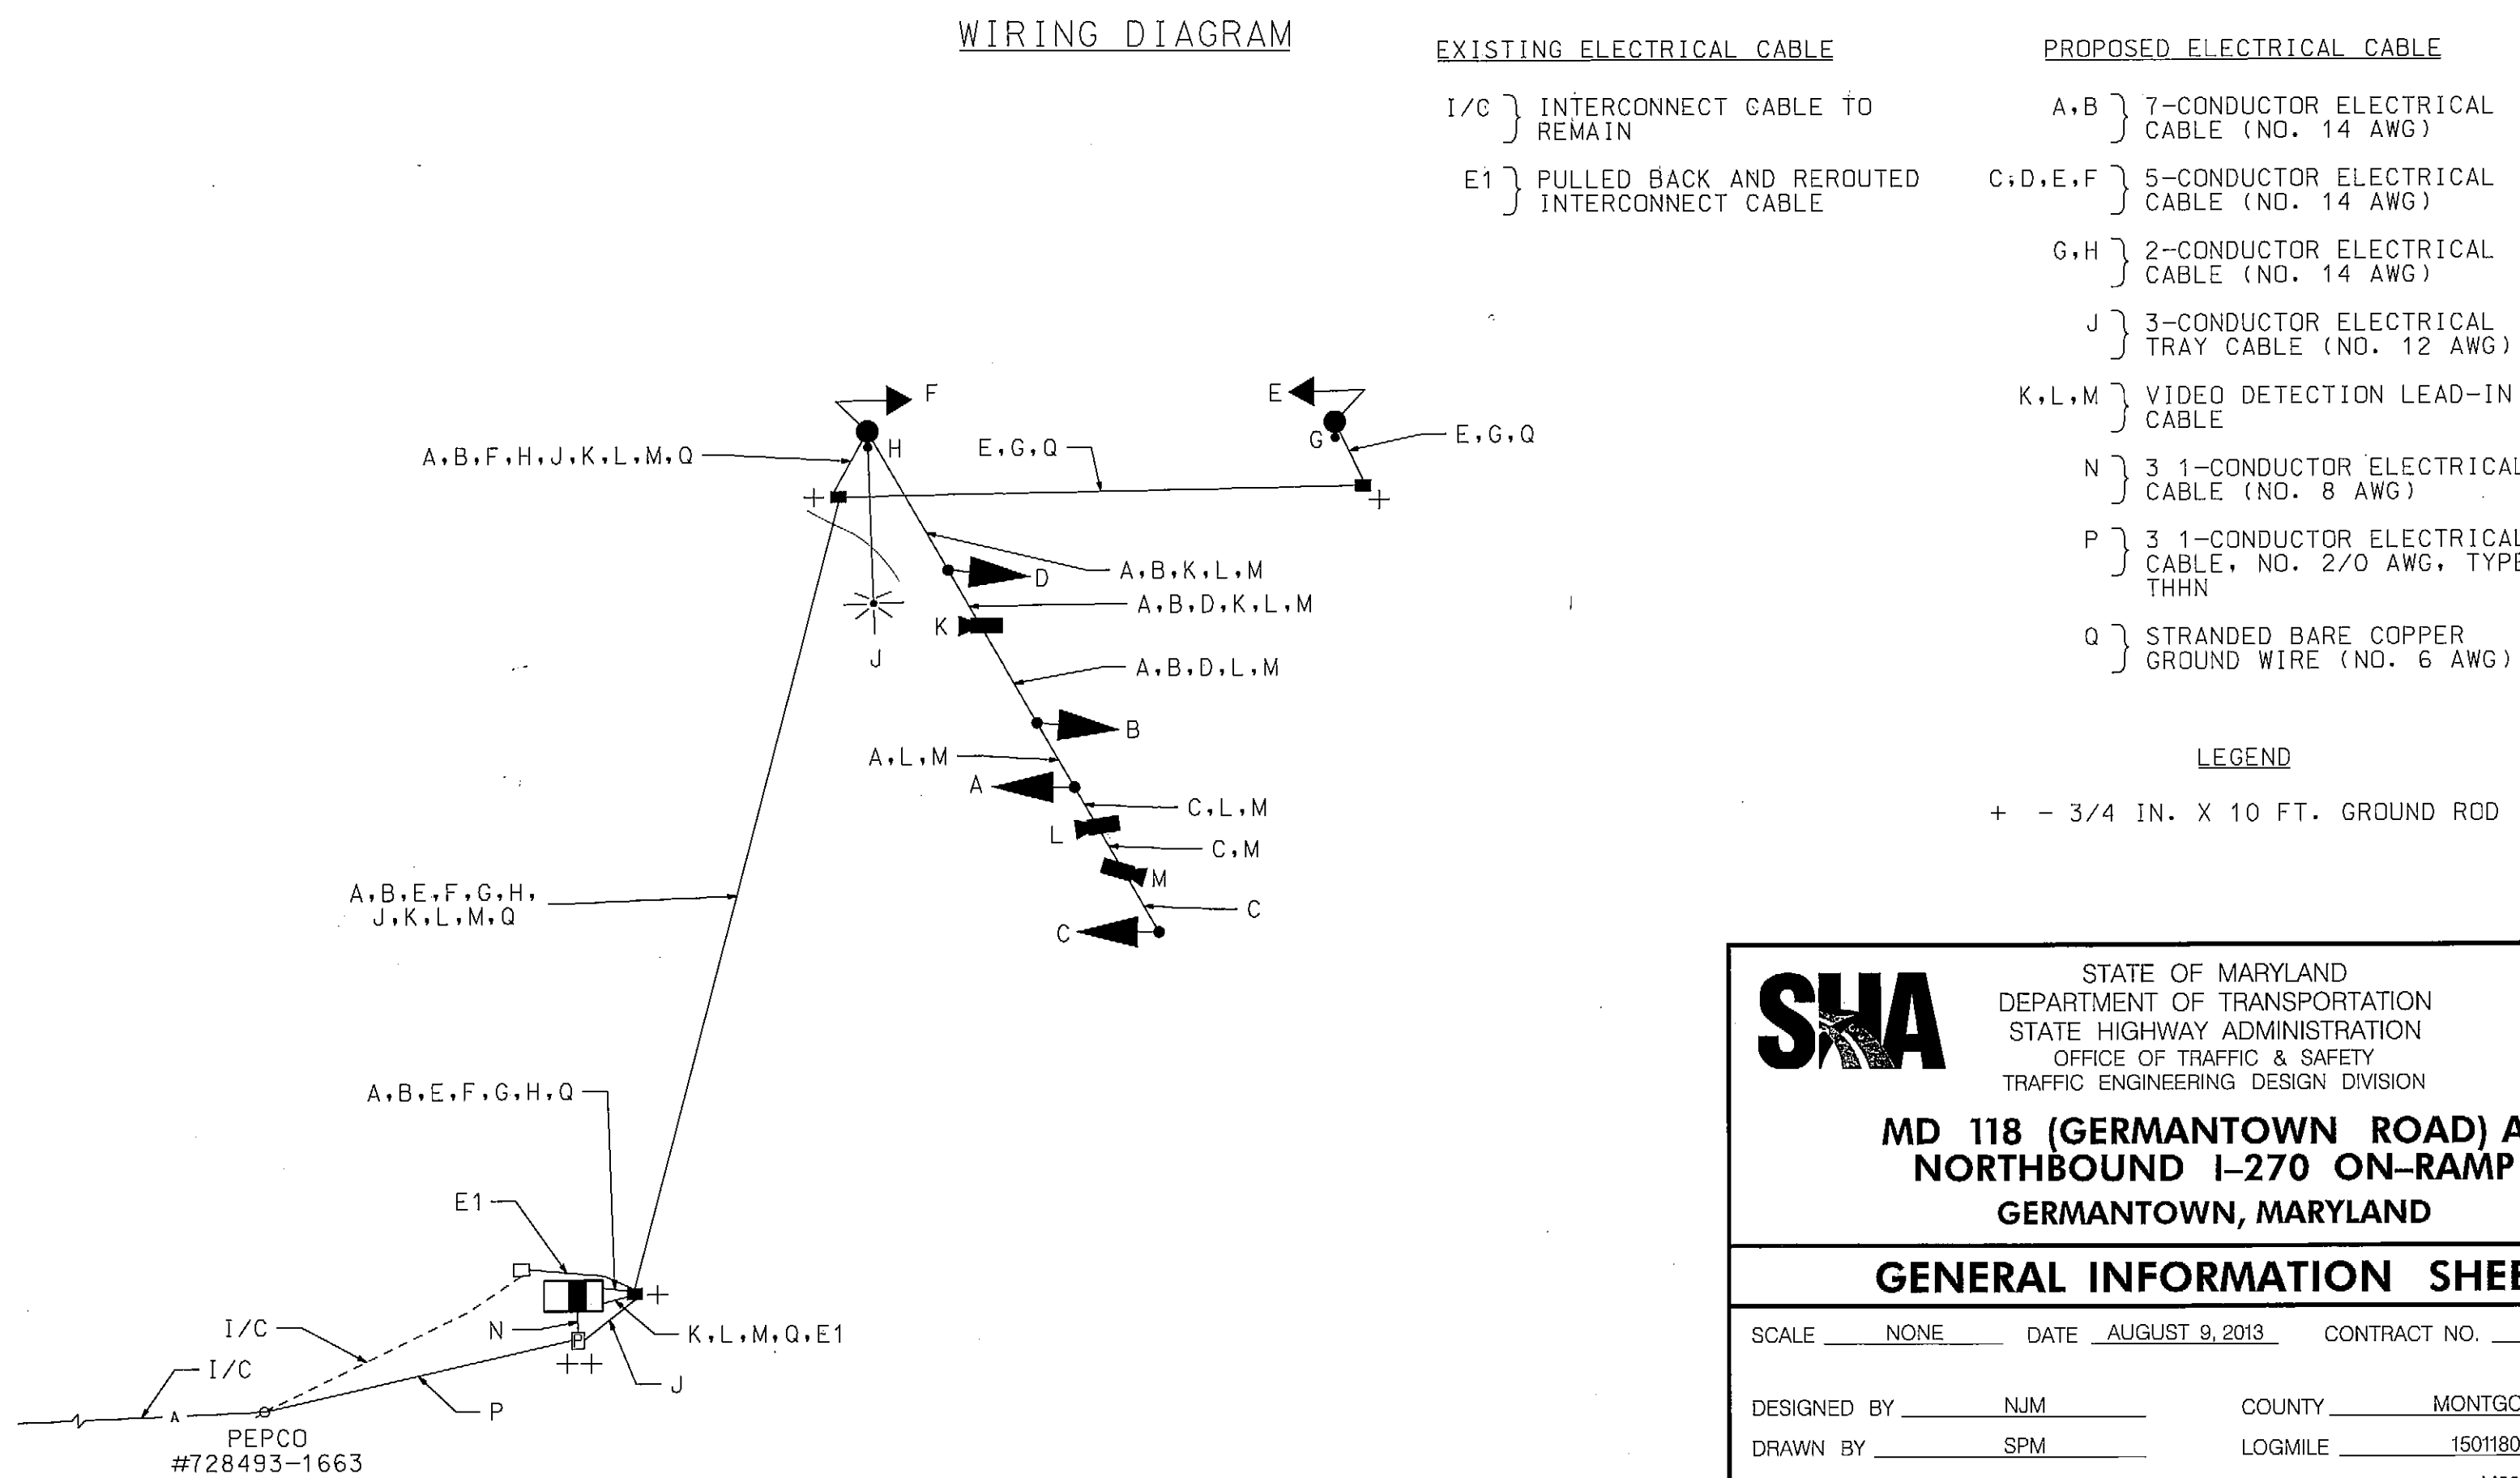 WIRING DIAGRAM
EXISTING ELECTRICAL CABLE
I/C } INTERCONNECT CABLE TO
REMAIN
E1 } PULLED BACK AND REROUTED
INTERCONNECT CABLE
PROPOSED ELECTRICAL CABLE
A,B } 7-CONDUCTOR ELECTRICAL
CABLE (NO. 14 AWG)
C,D,E,F } 5-CONDUCTOR ELECTRICAL
CABLE (NO. 14 AWG)
G,H } 2-CONDUCTOR ELECTRICAL
CABLE (NO. 14 AWG)
J } 3-CONDUCTOR ELECTRICAL
TRAY CABLE (NO. 12 AWG)
K,L,M } VIDEO DETECTION LEAD-IN
CABLE
N } 3 1-CONDUCTOR ELECTRICAL
CABLE (NO. 8 AWG)
P } 3 1-CONDUCTOR ELECTRICAL
CABLE, NO. 2/0 AWG, TYPE
THHN
Q } STRANDED BARE COPPER
GROUND WIRE (NO. 6 AWG)
LEGEND
+ - 3/4 IN. X 10 FT. GROUND ROD
F
E
H
G
A,B,F,H,J,K,L,M,Q
E,G,Q
E,G,Q
A,B,K,L,M
D
A,B,D,K,L,M
K
J
A,B,D,L,M
B
A,L,M
A
C,L,M
L
C,M
M
C
C
A,B,E,F,G,H,
J,K,L,M,Q
A,B,E,F,G,H,Q
E1
I/C
N
P
K,L,M,Q,E1
I/C
J
A
P
PEPCO
#728493-1663
SHA
STATE OF MARYLAND
DEPARTMENT OF TRANSPORTATION
STATE HIGHWAY ADMINISTRATION
OFFICE OF TRAFFIC & SAFETY
TRAFFIC ENGINEERING DESIGN DIVISION
MD 118 (GERMANTOWN ROAD) A
NORTHBOUND I-270 ON-RAMP
GERMANTOWN, MARYLAND
GENERAL INFORMATION SHEE
SCALE NONE DATE AUGUST 9, 2013 CONTRACT NO.
DESIGNED BY NJM COUNTY MONTGO
DRAWN BY SPM LOGMILE 1501180